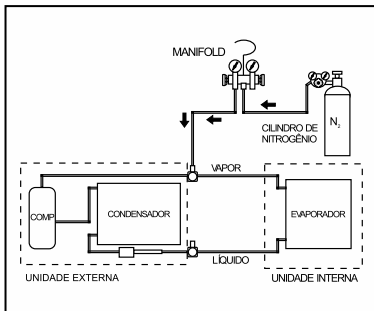 MANIFOLD
CILINDRO DE
NITROGÊNIO
N₂
VAPOR
COMP
CONDENSADOR
EVAPORADOR
LÍQUIDO
UNIDADE EXTERNA
UNIDADE INTERNA